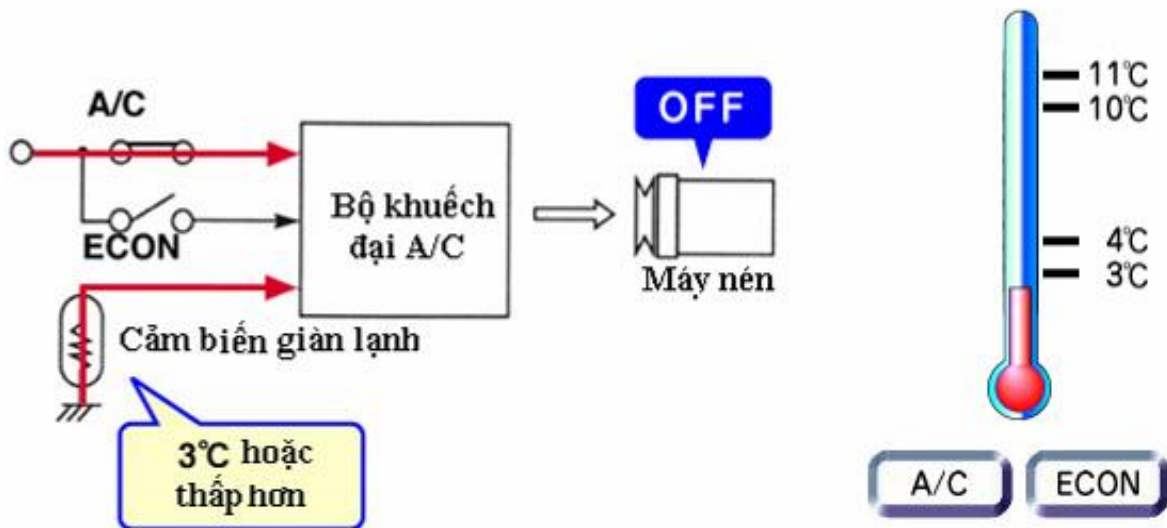 A/C
ECON
Bộ khuếch
đại A/C
OFF
Máy nén
Cảm biến giàn lạnh
3°C hoặc
thấp hơn
11°C
10°C
4°C
3°C
A/C
ECON